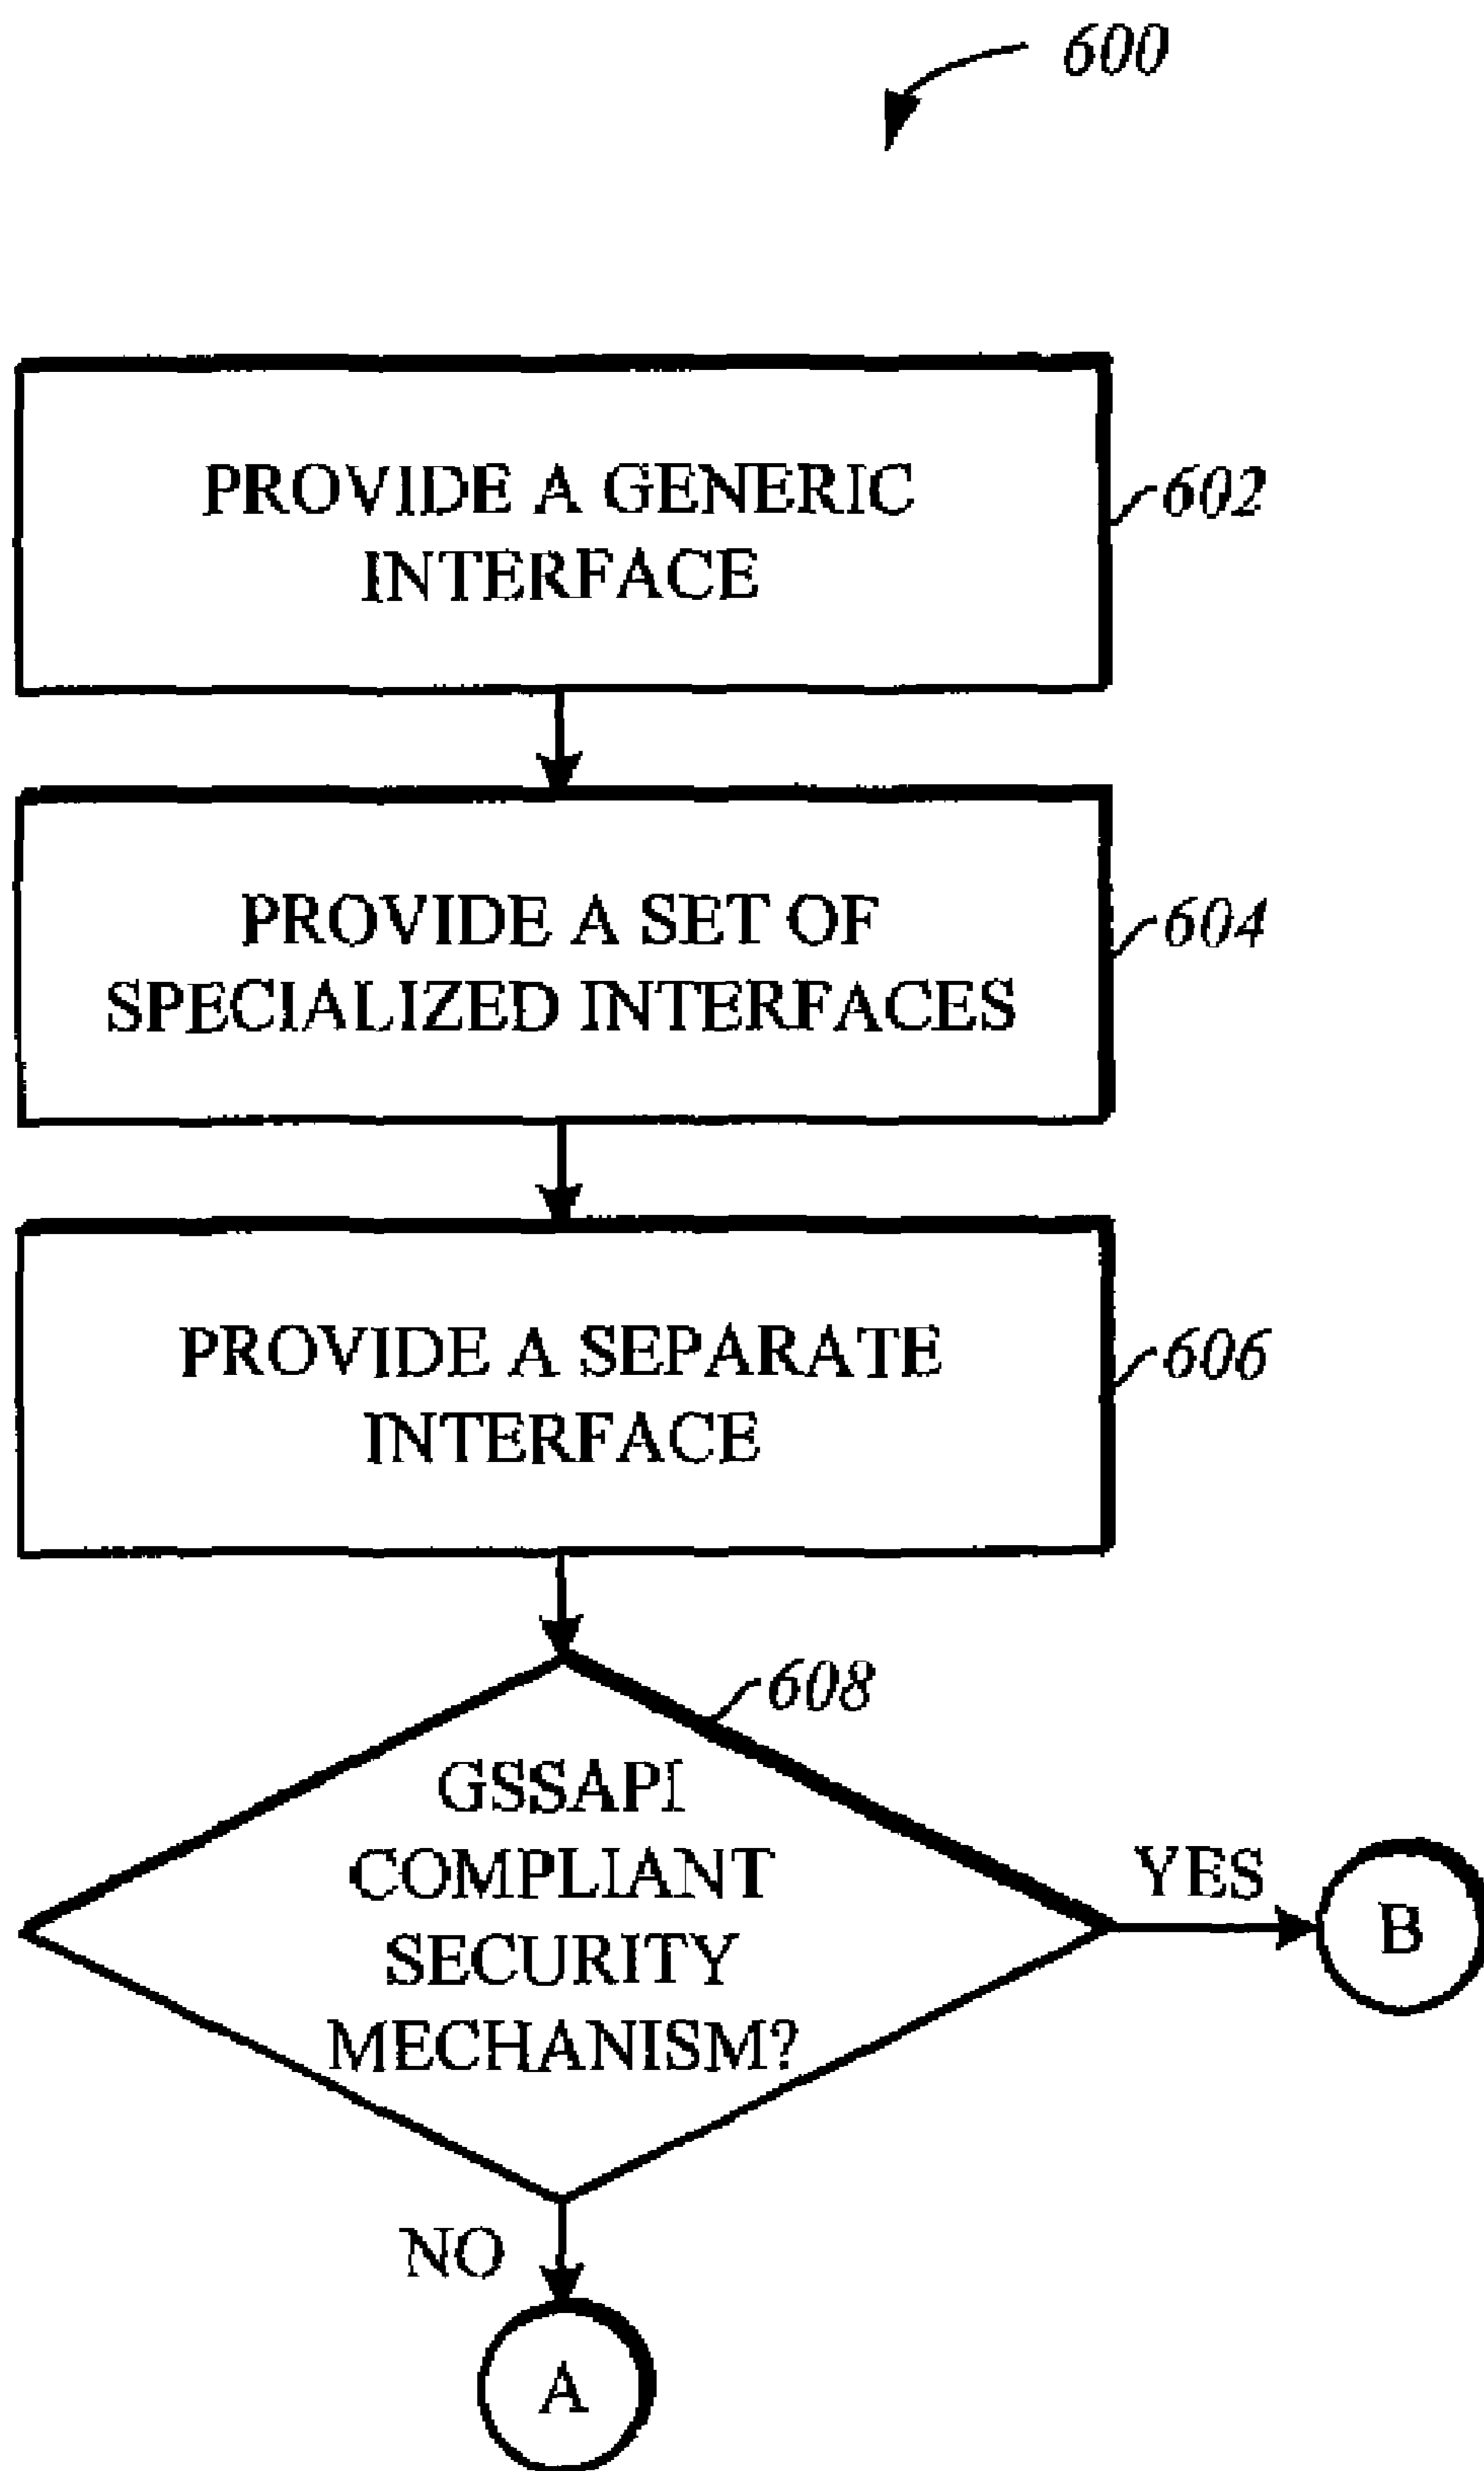 600
PROVIDE A GENERIC
INTERFACE
602
PROVIDE A SET OF
SPECIALIZED INTERFACES
604
PROVIDE A SEPARATE
INTERFACE
606
608
GSSAPI
COMPLIANT
SECURITY
MECHANISM?
YES
B
NO
A